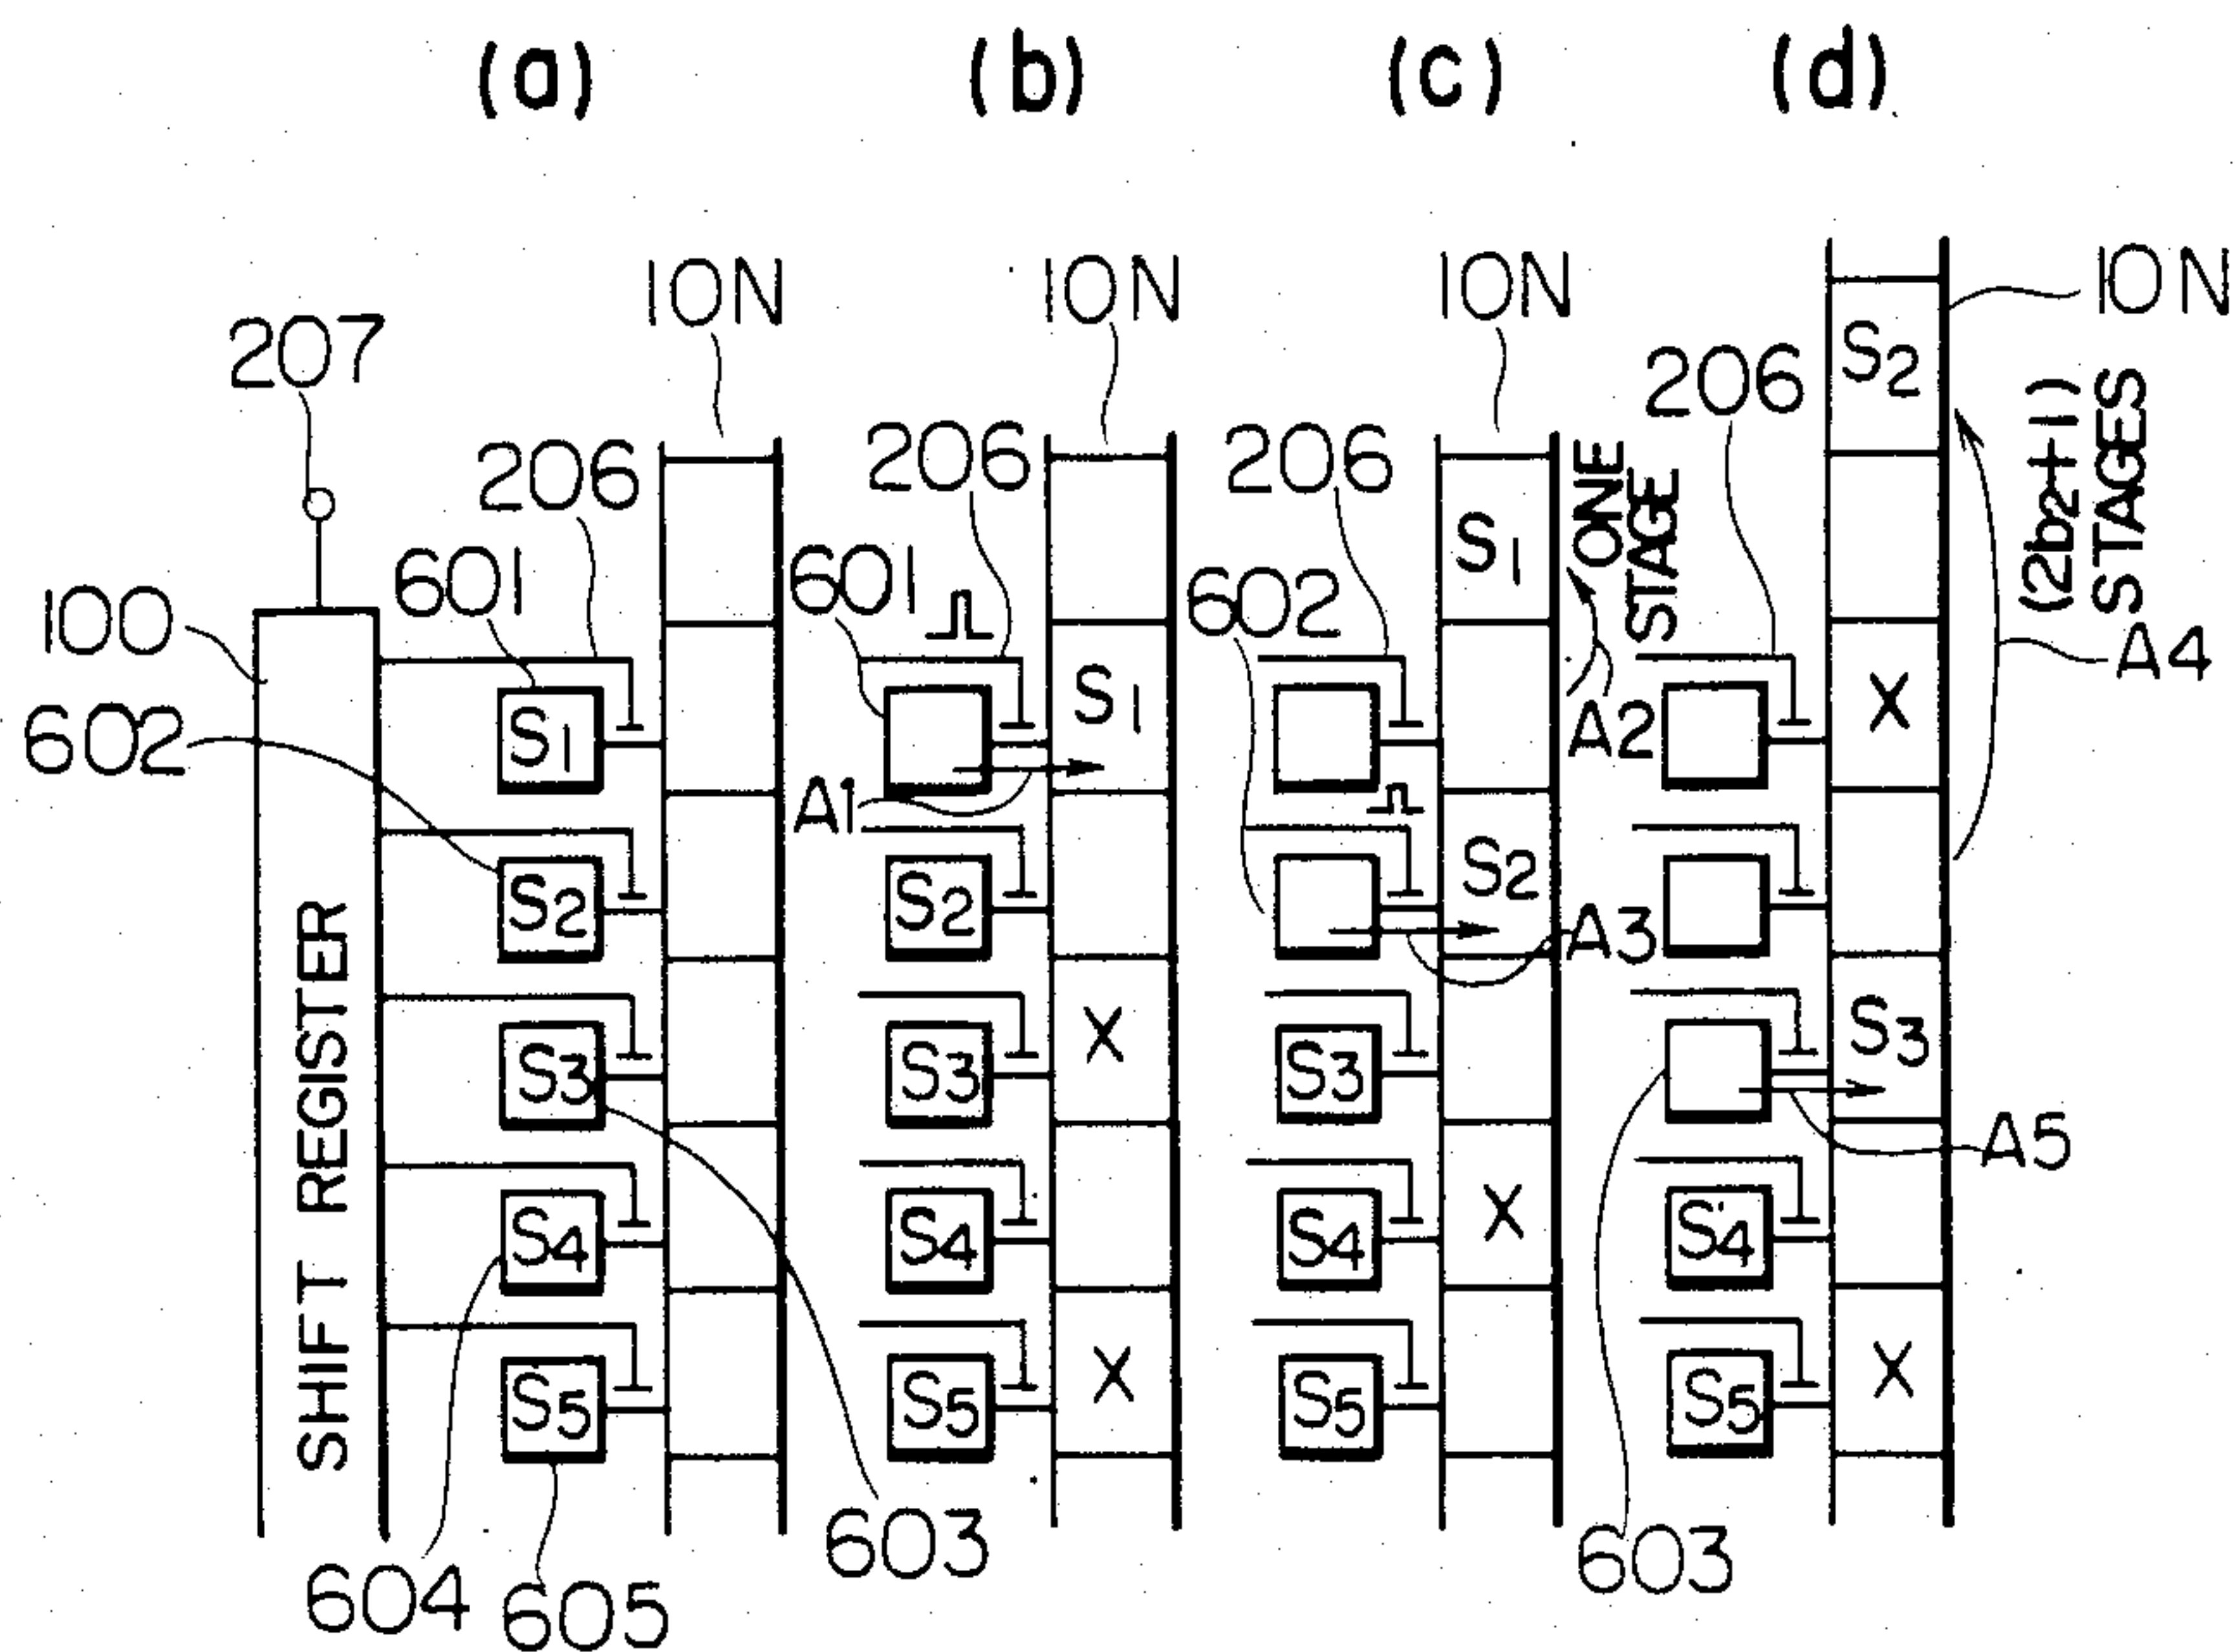 (a) (b) (c) (d)
10N 10N 10N 10N
207
206 206 206 206
601 601 602
100
602
SHIFT REGISTER
S1
S2
S3
S4
S5
603
604
605
S1
A1
S2
S3 X
S4
S5 X
S1
ONE STAGE
A2
S2
A3
S3
S4 X
S5
S2
(2b2+1) STAGES
A4
X
S3
A5
S4
S5 X
603